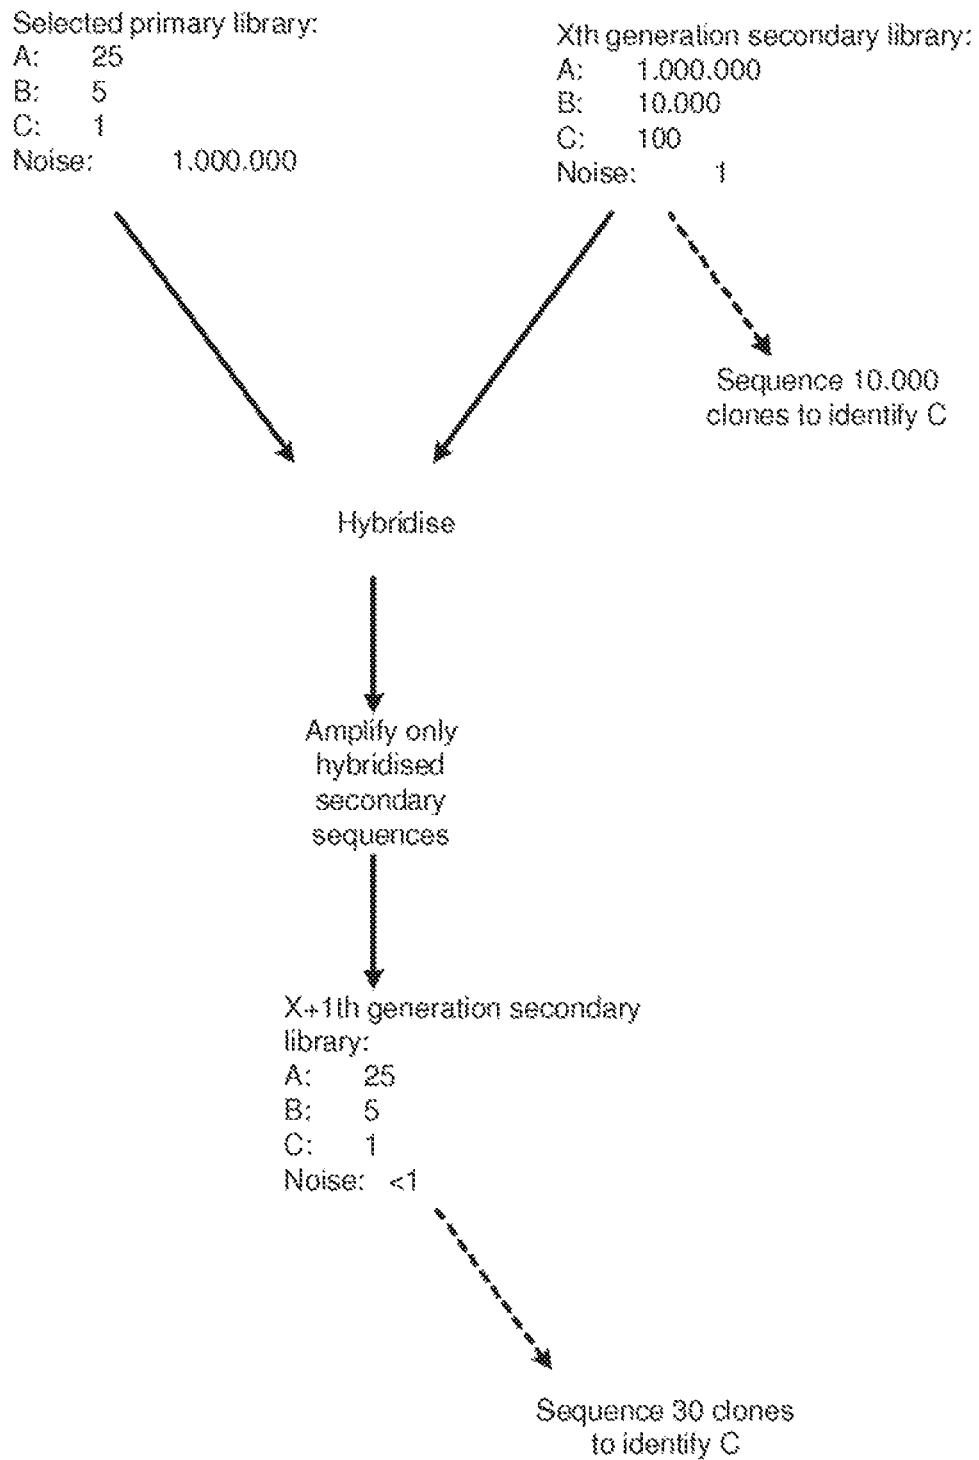 Selected primary library:
A: 25
B: 5
C: 1
Noise: 1.000.000
Xth generation secondary library:
A: 1.000.000
B: 10.000
C: 100
Noise: 1
Sequence 10.000
clones to identify C
Hybridise
Amplify only
hybridised
secondary
sequences
X+1th generation secondary
library:
A: 25
B: 5
C: 1
Noise: <1
Sequence 30 clones
to identify C